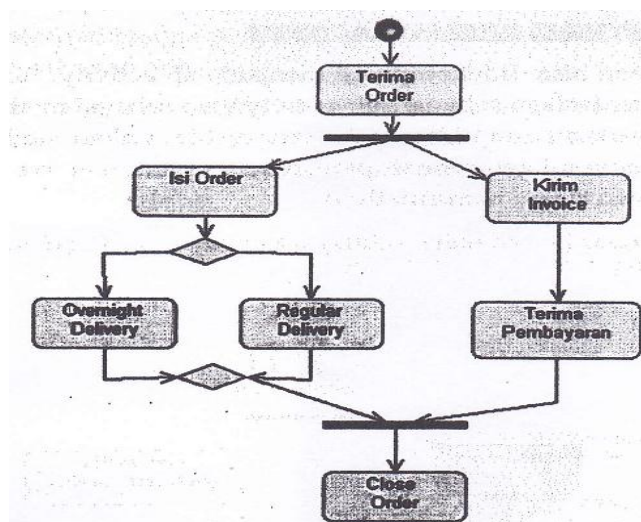 Terima
Order
Isi Order
Kirim
Invoice
Overnight
Delivery
Regular
Delivery
Terima
Pembayaran
Close
Order